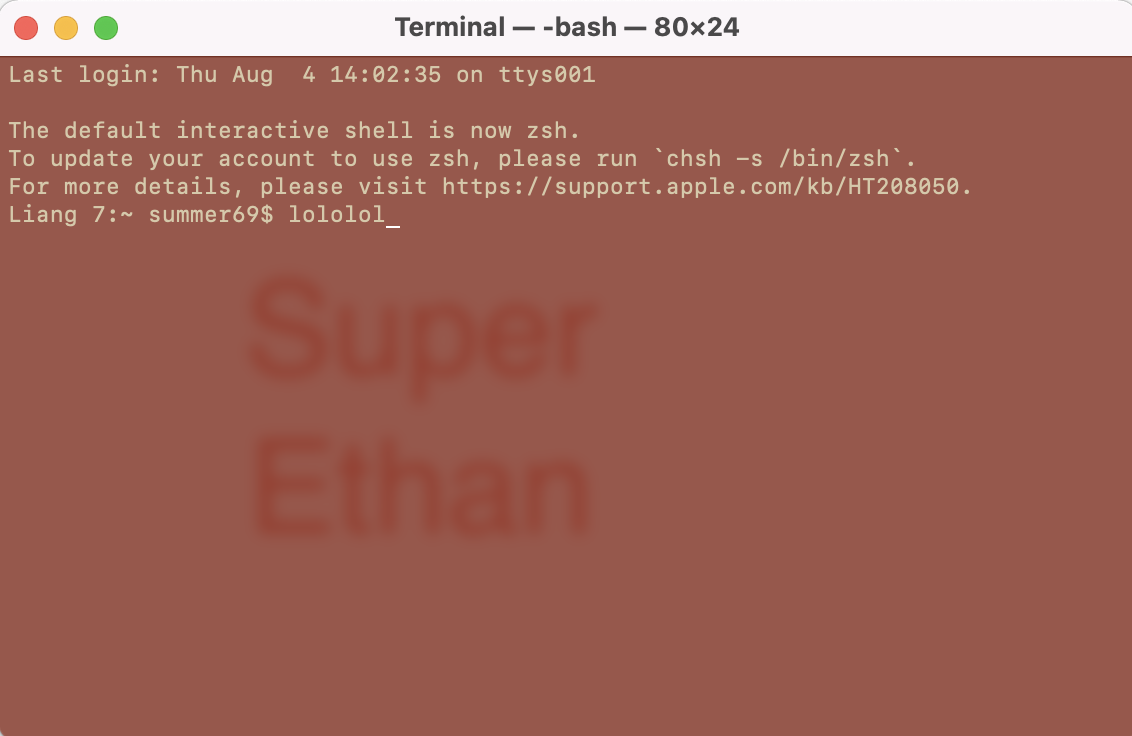 Terminal — -bash — 80×24
Last login: Thu Aug  4 14:02:35 on ttys001
The default interactive shell is now zsh.
To update your account to use zsh, please run `chsh -s /bin/zsh`.
For more details, please visit https://support.apple.com/kb/HT208050.
Liang 7:~ summer69$ lololol_
Super
Ethan